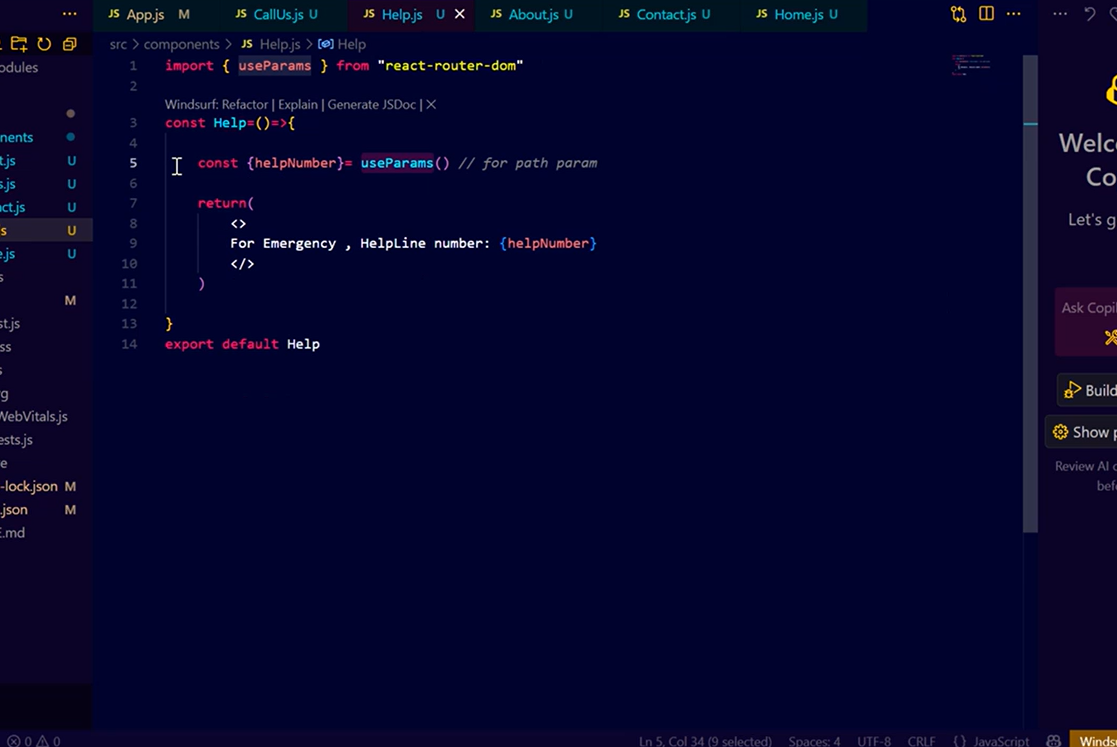 JS App.js M JS CallUs.js U JS Help.js U JS About.js U JS Contact.js U JS Home.js U
src > components > JS Help.js > Help
odules
nents
t.js U
s.js U
act.js U
s U
e.js U
s
M
st.js
ss
s
g
WebVitals.js
ests.js
e
-lock.json M
.json M
E.md
1 import { useParams } from "react-router-dom"
2
Windsurf: Refactor | Explain | Generate JSDoc | X
3 const Help=()=>{
4
5 const {helpNumber}= useParams() // for path param
6
7 return(
8 <>
9 For Emergency , HelpLine number: {helpNumber}
10 </>
11 )
12
13 }
14 export default Help
Welc
Co
Let's g
Ask Copil
Build
Show p
Review AI o
befo
0 0
Ln 5, Col 34 (9 selected) Spaces: 4 UTF-8 CRLF {} JavaScript Winds